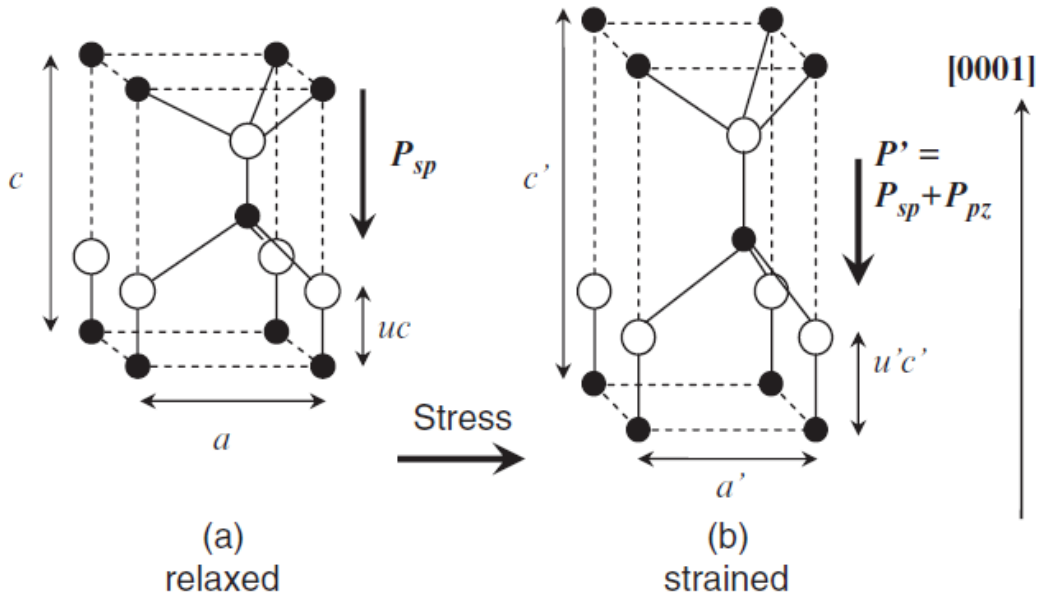 c
P_sp
uc
a
Stress
(a)
relaxed
c’
[0001]
P’ =
P_sp+P_pz
u’c’
a’
(b)
strained